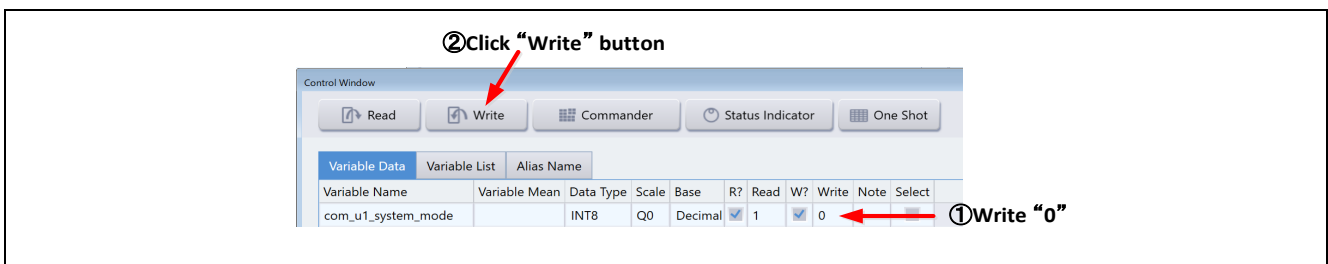 ②Click “Write” button
Control Window
Read Write Commander Status Indicator One Shot
Variable Data Variable List Alias Name
Variable Name Variable Mean Data Type Scale Base R? Read W? Write Note Select
com_u1_system_mode INT8 Q0 Decimal 1 0
①Write “0”